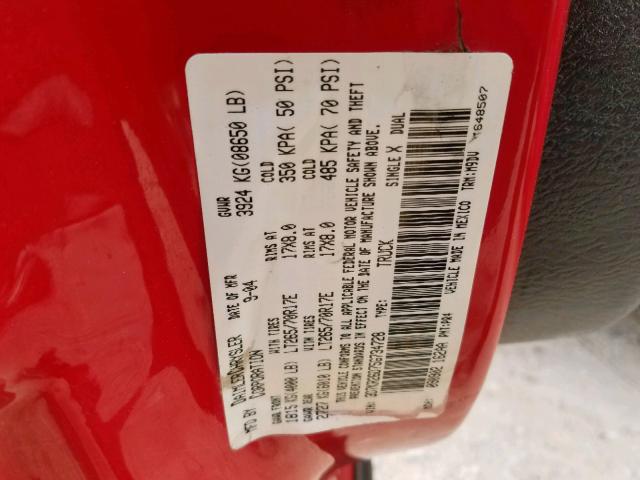 MFD BY DAIMLERCHRYSLER CORPORATION
DATE OF MFR 9-04
GVWR 3924 KG(08650 LB)
GAWR FRONT WITH TIRES RIMS AT COLD
1815 KG(4000 LB) LT265/70R17E 17X8.0 350 KPA( 50 PSI)
GAWR REAR WITH TIRES RIMS AT COLD
2727 KG(6010 LB) LT265/70R17E 17X8.0 485 KPA( 70 PSI)
THIS VEHICLE CONFORMS TO ALL APPLICABLE FEDERAL MOTOR VEHICLE SAFETY AND THEFT
PREVENTION STANDARDS IN EFFECT ON THE DATE OF MANUFACTURE SHOWN ABOVE.
VIN: TYPE: TRUCK SINGLE X DUAL
MDH: PNT:PR4 VEHICLE MADE IN MEXICO TRM:M9DV